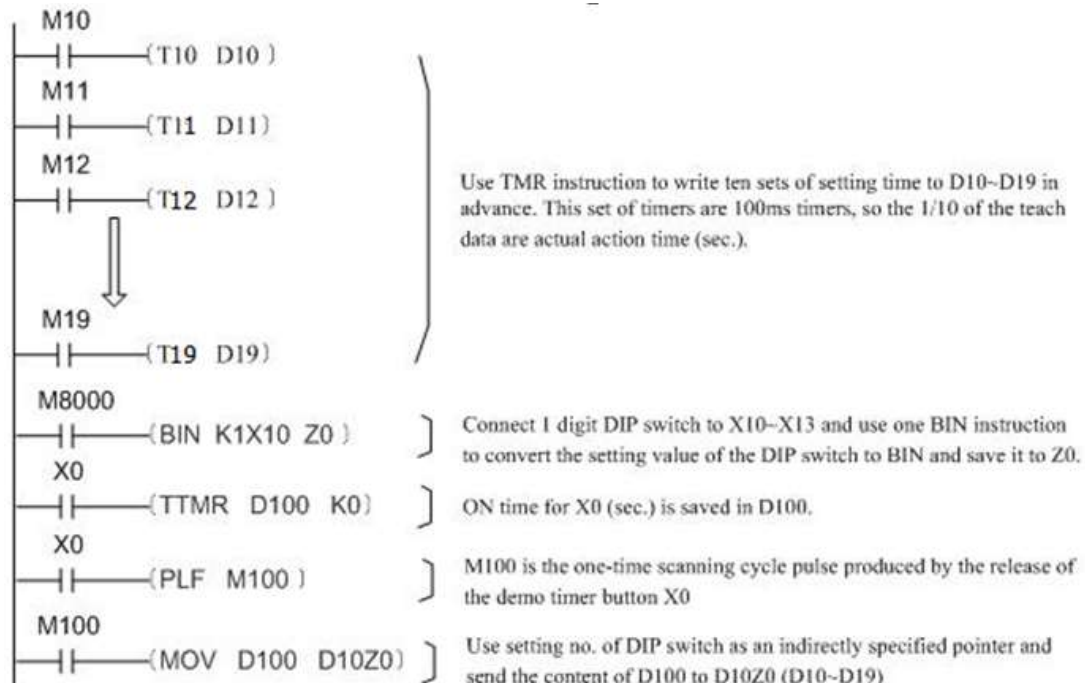 M10
(T10 D10)
M11
(T11 D11)
M12
(T12 D12)
Use TMR instruction to write ten sets of setting time to D10~D19 in
advance. This set of timers are 100ms timers, so the 1/10 of the teach
data are actual action time (sec.).
M19
(T19 D19)
M8000
(BIN K1X10 Z0)
Connect 1 digit DIP switch to X10~X13 and use one BIN instruction
to convert the setting value of the DIP switch to BIN and save it to Z0.
X0
(TTMR D100 K0)
ON time for X0 (sec.) is saved in D100.
X0
(PLF M100)
M100 is the one-time scanning cycle pulse produced by the release of
the demo timer button X0
M100
(MOV D100 D10Z0)
Use setting no. of DIP switch as an indirectly specified pointer and
send the content of D100 to D10Z0 (D10~D19)